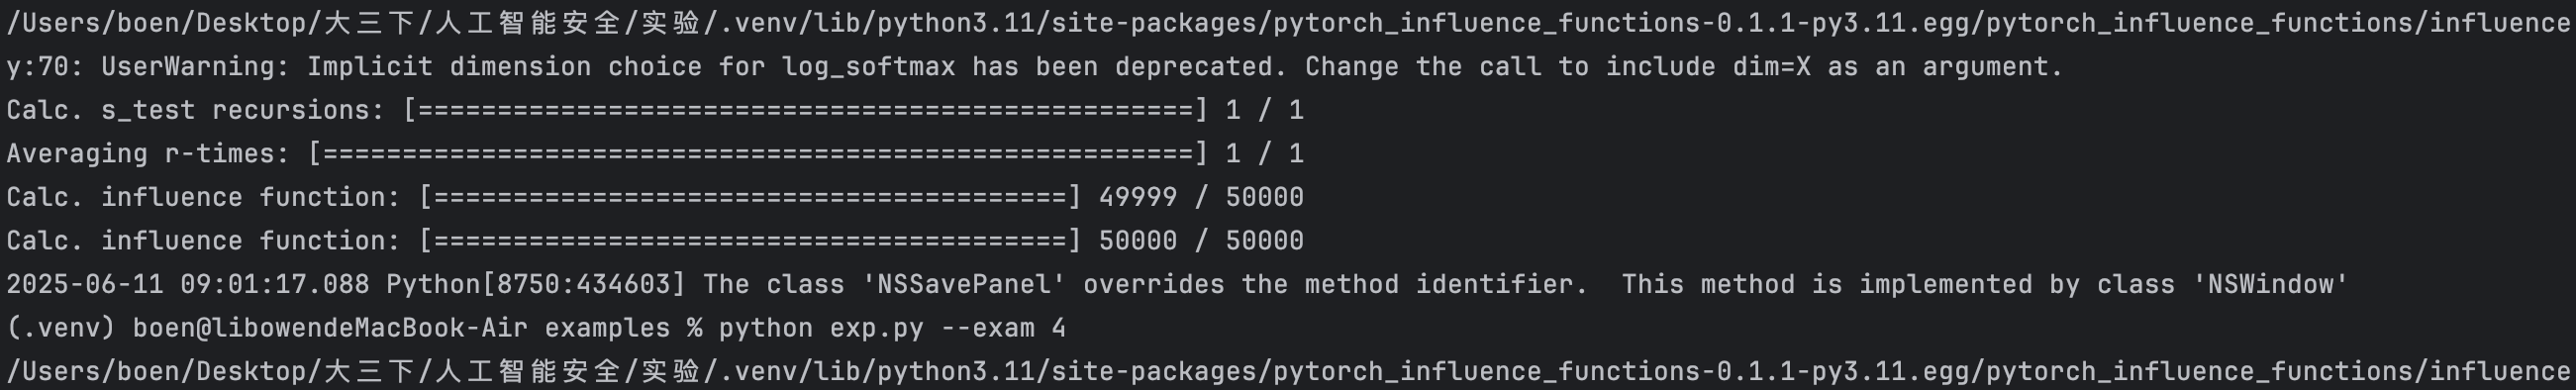 /Users/boen/Desktop/大三下/人工智能安全/实验/.venv/lib/python3.11/site-packages/pytorch_influence_functions-0.1.1-py3.11.egg/pytorch_influence_functions/influence
y:70: UserWarning: Implicit dimension choice for log_softmax has been deprecated. Change the call to include dim=X as an argument.
Calc. s_test recursions: [=================================================] 1 / 1
Averaging r-times: [=======================================================] 1 / 1
Calc. influence function: [========================================] 49999 / 50000
Calc. influence function: [========================================] 50000 / 50000
2025-06-11 09:01:17.088 Python[8750:434603] The class 'NSSavePanel' overrides the method identifier.  This method is implemented by class 'NSWindow'
(.venv) boen@libowendeMacBook-Air examples % python exp.py --exam 4
/Users/boen/Desktop/大三下/人工智能安全/实验/.venv/lib/python3.11/site-packages/pytorch_influence_functions-0.1.1-py3.11.egg/pytorch_influence_functions/influence